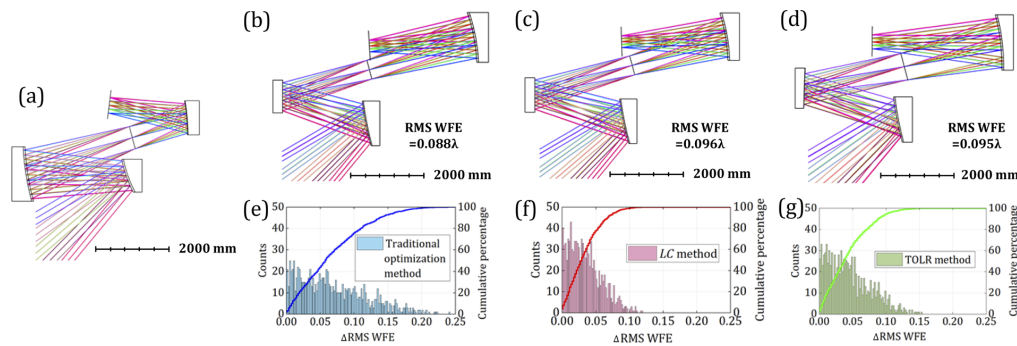 (a)
2000 mm
(b)
RMS WFE
=0.088λ
2000 mm
(c)
RMS WFE
=0.096λ
2000 mm
(d)
RMS WFE
=0.095λ
2000 mm
(e)
50
40
30
20
10
0
Counts
100
80
60
40
20
0
Cumulative percentage
Traditional
optimization
method
0.00 0.05 0.10 0.15 0.20 0.25
ΔRMS WFE
(f)
50
40
30
20
10
0
Counts
100
80
60
40
20
0
Cumulative percentage
LC method
0.00 0.05 0.10 0.15 0.20 0.25
ΔRMS WFE
(g)
50
40
30
20
10
0
Counts
100
80
60
40
20
0
Cumulative percentage
TOLR method
0.00 0.05 0.10 0.15 0.20 0.25
ΔRMS WFE